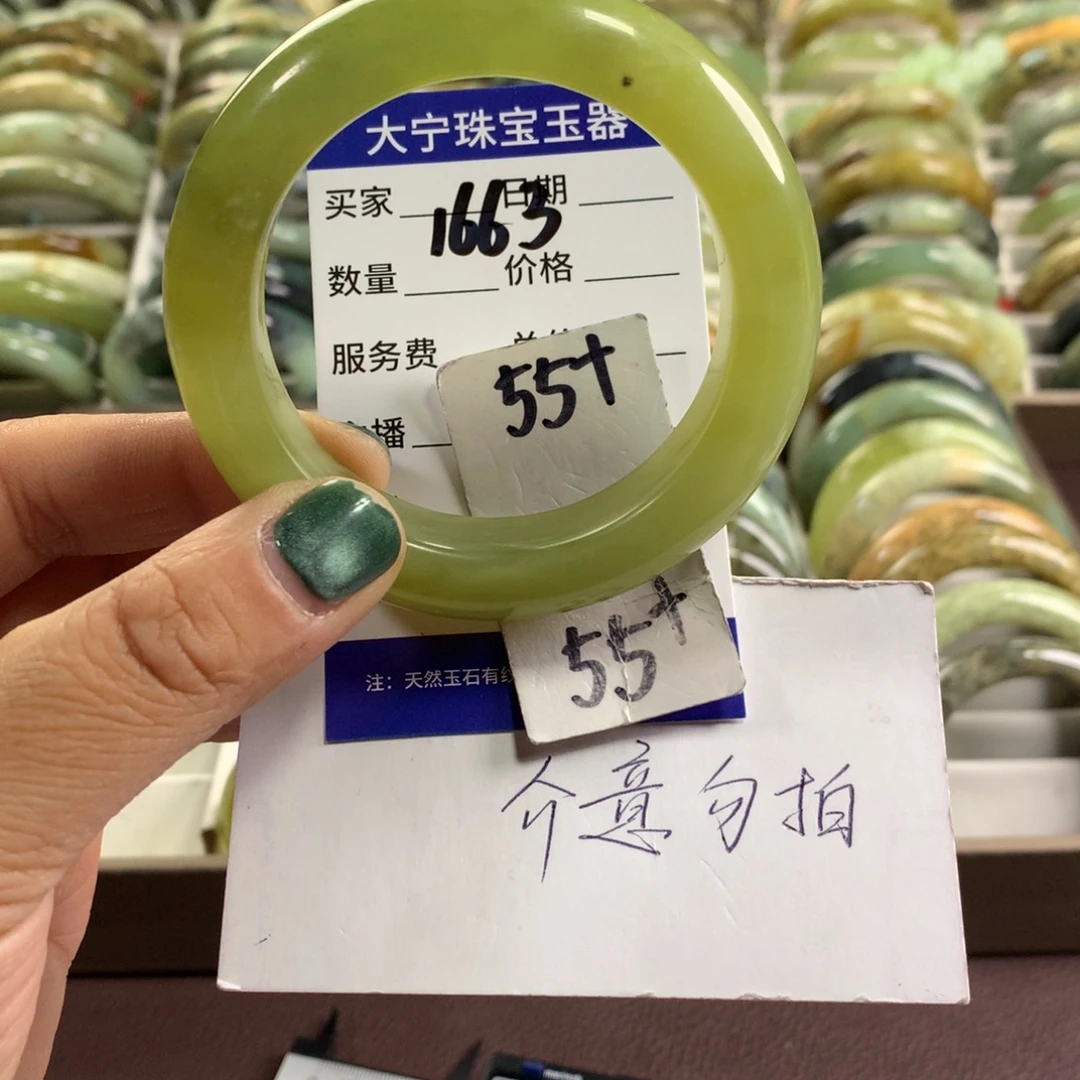 大宁珠宝玉器
买家 日期
1663
数量 价格
服务费
55+
播
注：天然玉石有
55+
介意勿拍